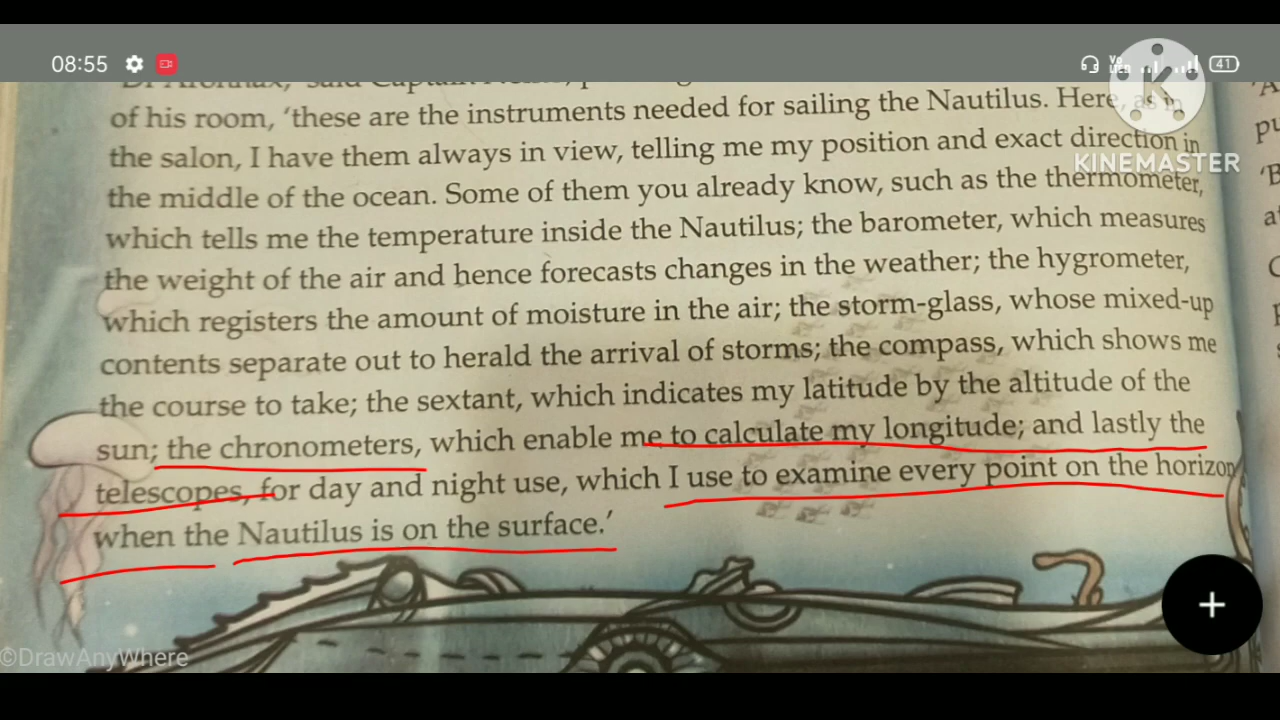 08:55
41
KINEMASTER
of his room, ‘these are the instruments needed for sailing the Nautilus. Here, as in
the salon, I have them always in view, telling me my position and exact direction in
the middle of the ocean. Some of them you already know, such as the thermometer,
which tells me the temperature inside the Nautilus; the barometer, which measures
the weight of the air and hence forecasts changes in the weather; the hygrometer,
which registers the amount of moisture in the air; the storm-glass, whose mixed-up
contents separate out to herald the arrival of storms; the compass, which shows me
the course to take; the sextant, which indicates my latitude by the altitude of the
sun; the chronometers, which enable me to calculate my longitude; and lastly the
telescopes, for day and night use, which I use to examine every point on the horizon
when the Nautilus is on the surface.’
©DrawAnyWhere